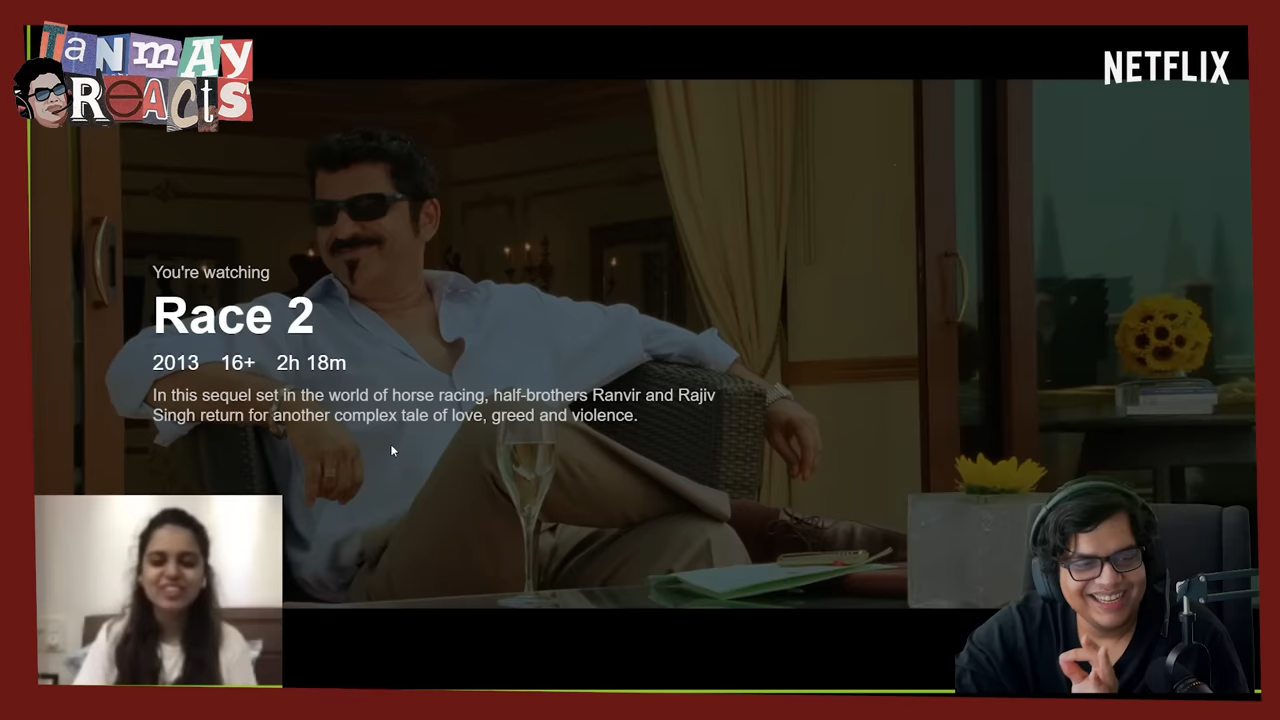 TaNmAy
REActS
NETFLIX
You're watching
Race 2
2013 16+ 2h 18m
In this sequel set in the world of horse racing, half-brothers Ranvir and Rajiv
Singh return for another complex tale of love, greed and violence.